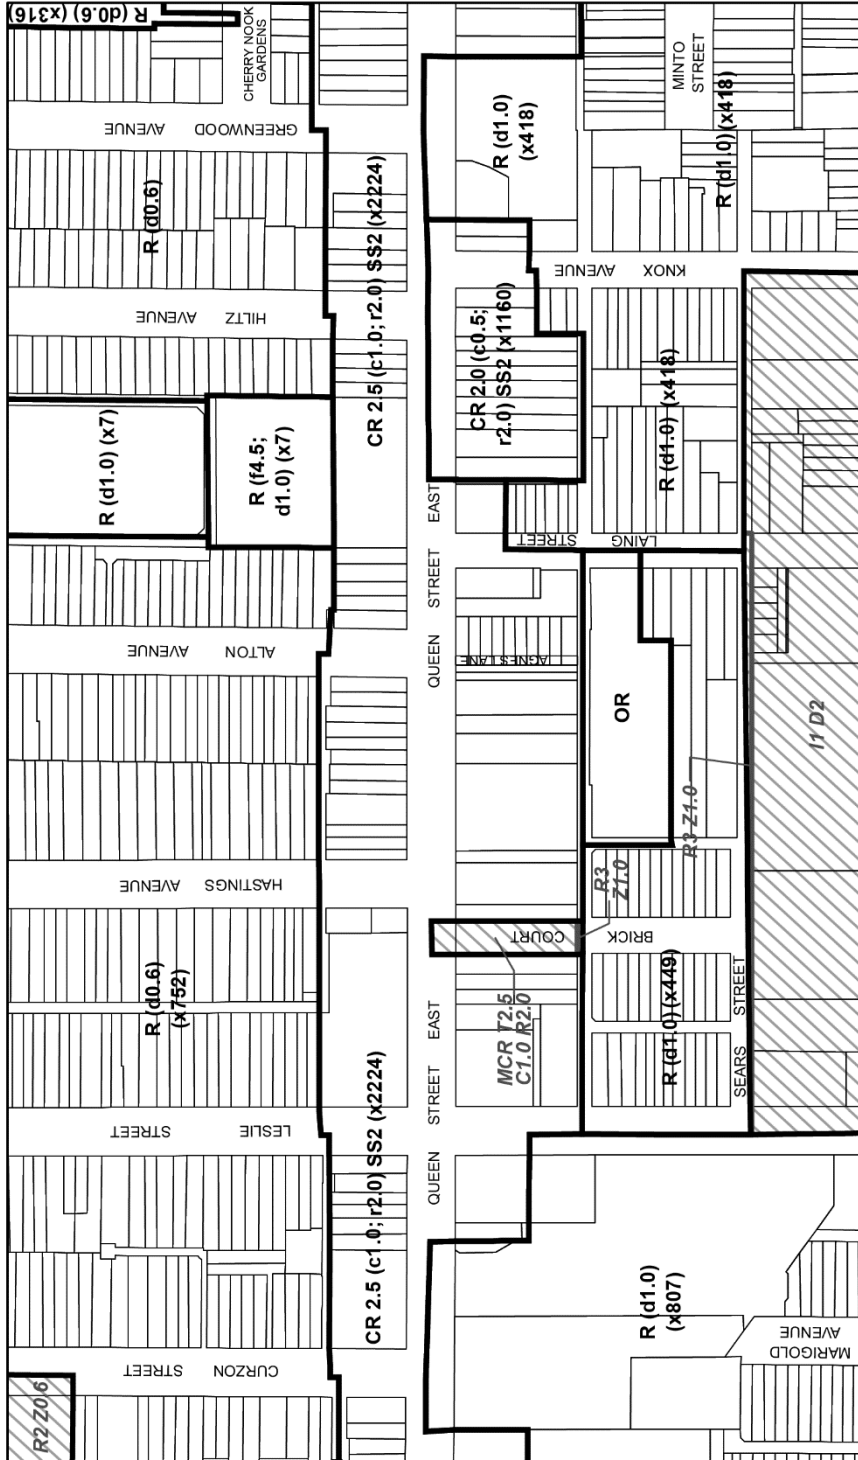 R (d0.6) (x316)
CHERRY NOOK
GARDENS
GREENWOOD AVENUE
R (d0.6)
HILTZ AVENUE
R (d1.0) (x7)
R (f4.5;
d1.0) (x7)
ALTON AVENUE
HASTINGS AVENUE
R (d0.6)
(x752)
LESLIE STREET
CURZON STREET
R2 Z0.6
CR 2.5 (c1.0; r2.0) SS2 (x2224)
CR 2.5 (c1.0; r2.0) SS2 (x2224)
QUEEN STREET EAST
QUEEN STREET EAST
R (d1.0)
(x418)
MINTO
STREET
R (d1.0) (x418)
KNOX AVENUE
CR 2.0 (c0.5;
r2.0) SS2 (x1160)
R (d1.0) (x418)
LAING STREET
AGNES LANE
OR
R3 Z1.0
I1 D2
R3
Z1.0
BRICK COURT
MCR T2.5
C1.0 R2.0
R (d1.0) (x449)
SEARS STREET
R (d1.0)
(x807)
MARIGOLD
AVENUE